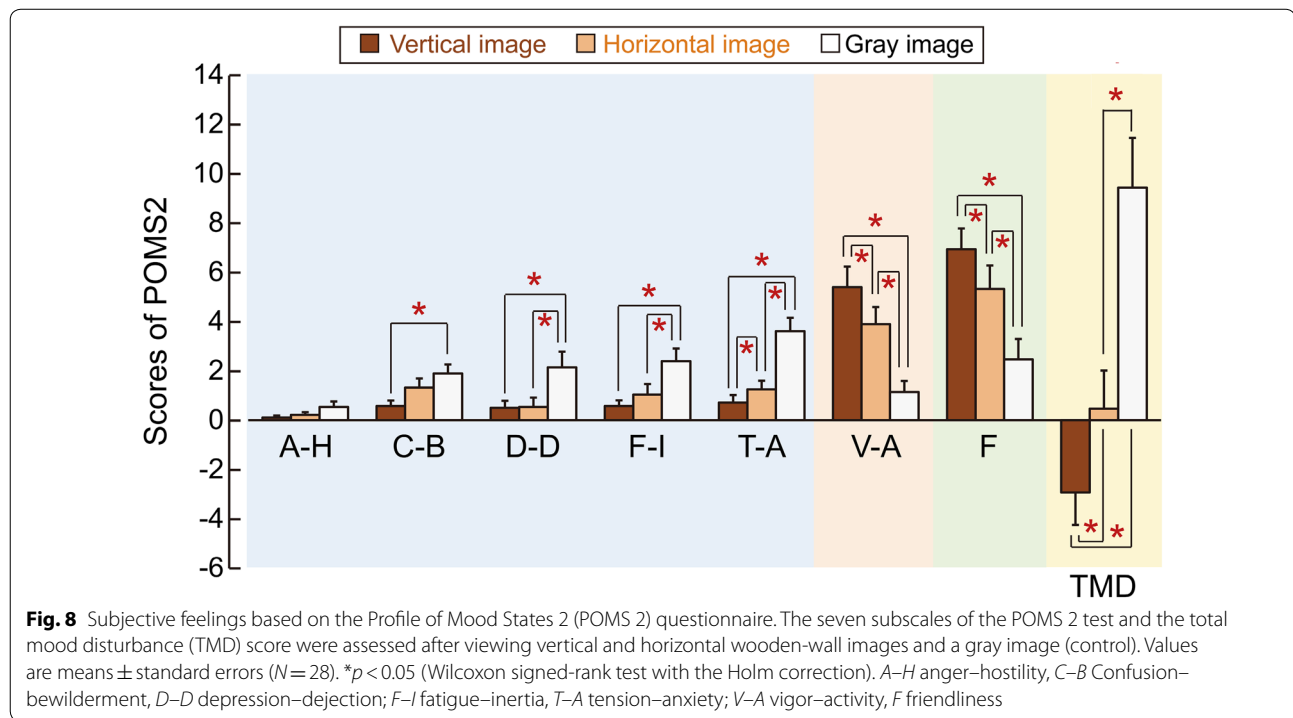 Vertical image Horizontal image Gray image
Scores of POMS2
14
12
10
8
6
4
2
0
-2
-4
-6
* * * * * * * * * * * * * * * * *
A-H C-B D-D F-I T-A V-A F
TMD
Fig. 8 Subjective feelings based on the Profile of Mood States 2 (POMS 2) questionnaire. The seven subscales of the POMS 2 test and the total
mood disturbance (TMD) score were assessed after viewing vertical and horizontal wooden-wall images and a gray image (control). Values
are means ± standard errors (N = 28). *p < 0.05 (Wilcoxon signed-rank test with the Holm correction). A–H anger–hostility, C–B Confusion–
bewilderment, D–D depression–dejection; F–I fatigue–inertia, T–A tension–anxiety; V–A vigor–activity, F friendliness